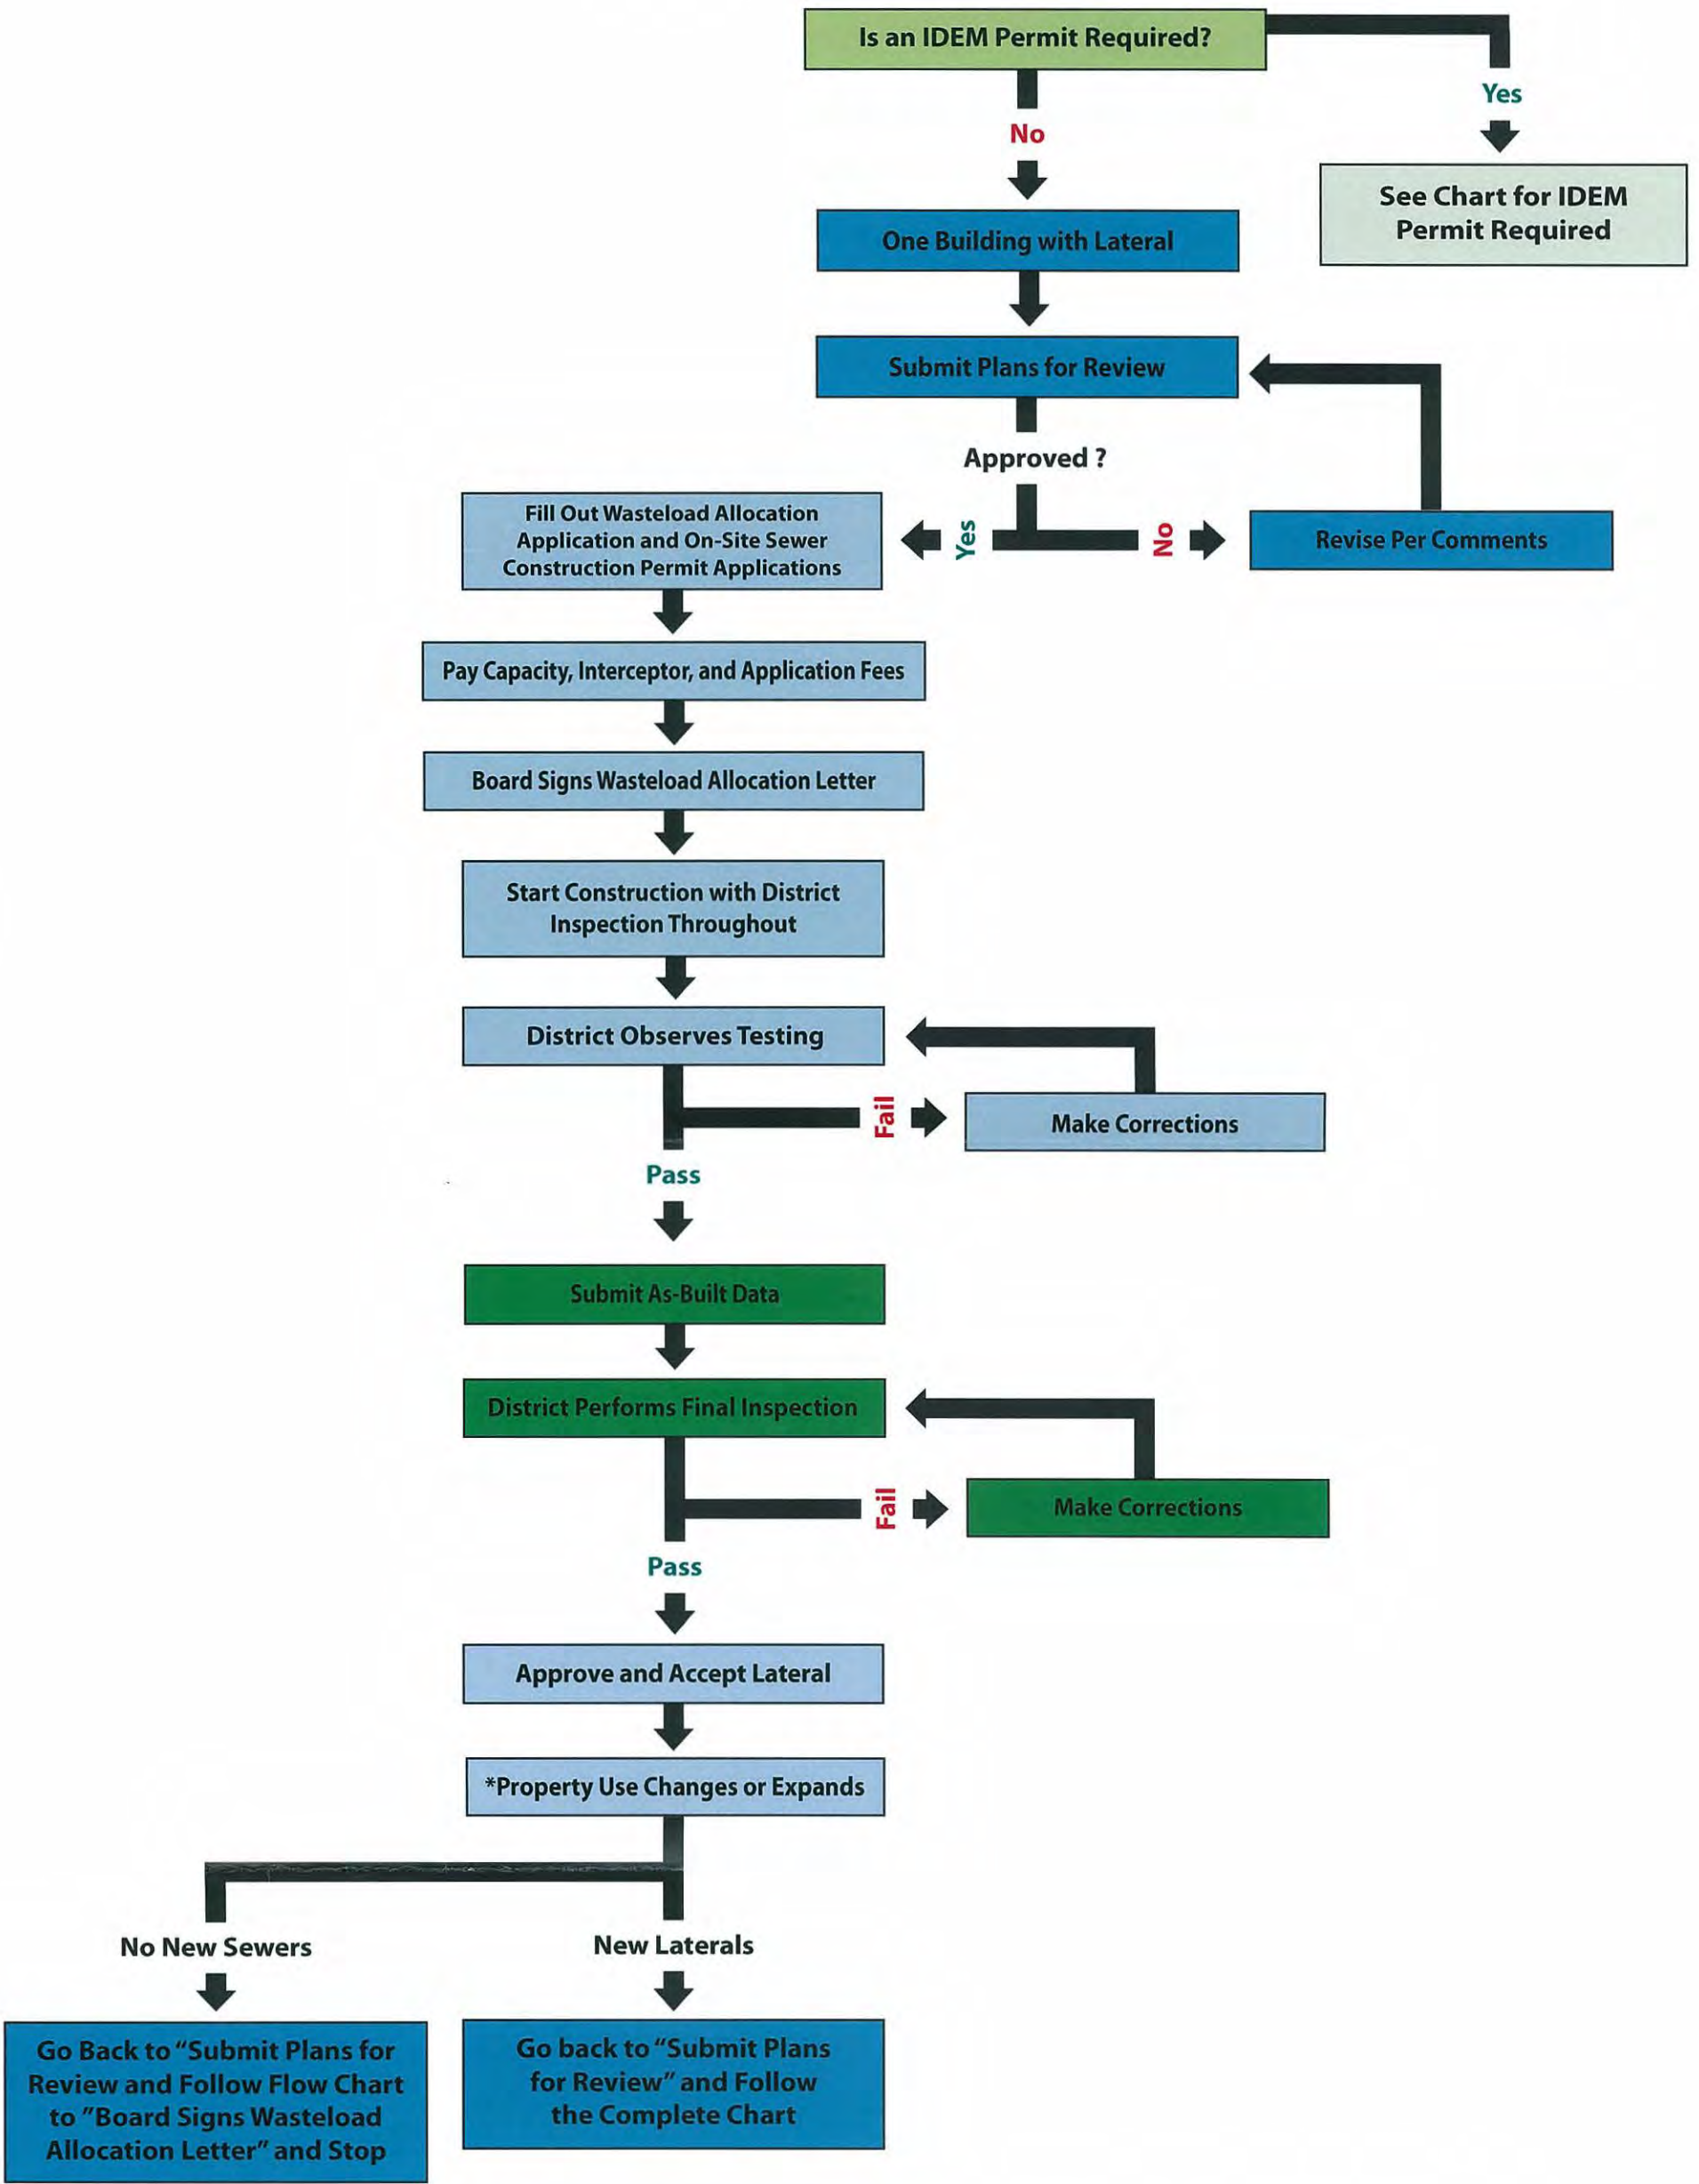 Is an IDEM Permit Required?
Yes
No
See Chart for IDEM
Permit Required
One Building with Lateral
Submit Plans for Review
Approved ?
Fill Out Wasteload Allocation
Application and On-Site Sewer
Construction Permit Applications
Yes
No
Revise Per Comments
Pay Capacity, Interceptor, and Application Fees
Board Signs Wasteload Allocation Letter
Start Construction with District
Inspection Throughout
District Observes Testing
Fail
Make Corrections
Pass
Submit As-Built Data
District Performs Final Inspection
Fail
Make Corrections
Pass
Approve and Accept Lateral
*Property Use Changes or Expands
No New Sewers
New Laterals
Go Back to “Submit Plans for
Review and Follow Flow Chart
to ”Board Signs Wasteload
Allocation Letter” and Stop
Go back to “Submit Plans
for Review” and Follow
the Complete Chart